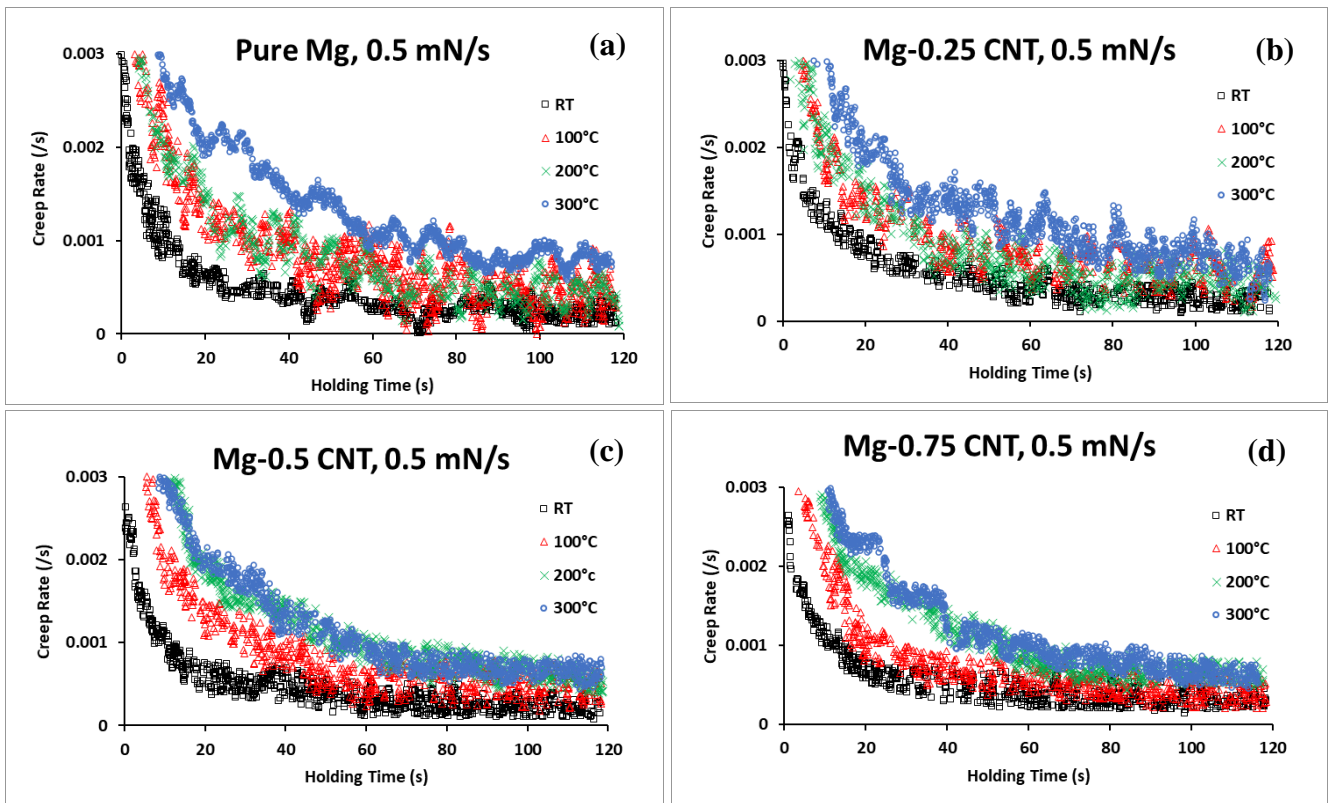 Pure Mg, 0.5 mN/s
(a)
0.003
0.002
0.001
0
Creep Rate (/s)
RT
100°C
200°C
300°C
0 20 40 60 80 100 120
Holding Time (s)
Mg-0.25 CNT, 0.5 mN/s
(b)
0.003
0.002
0.001
0
Creep Rate (/s)
RT
100°C
200°C
300°C
0 20 40 60 80 100 120
Holding Time (s)
Mg-0.5 CNT, 0.5 mN/s
(c)
0.003
0.002
0.001
0
Creep Rate (/s)
RT
100°C
200°c
300°C
0 20 40 60 80 100 120
Holding Time (s)
Mg-0.75 CNT, 0.5 mN/s
(d)
0.003
0.002
0.001
0
Creep Rate (/s)
RT
100°C
200°C
300°C
0 20 40 60 80 100 120
Holding Time (s)